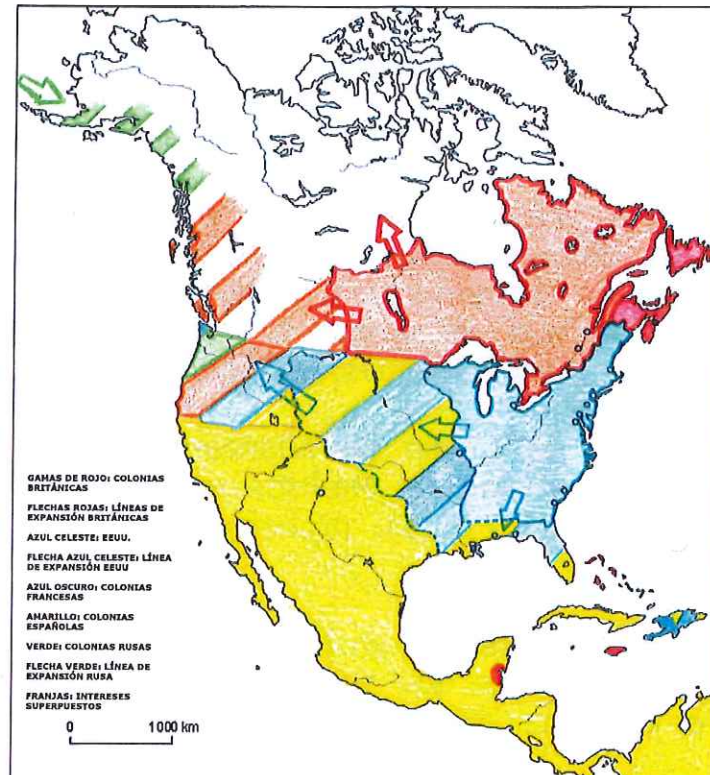 GAMAS DE ROJO: COLONIAS
BRITÁNICAS
FLECHAS ROJAS: LÍNEAS DE
EXPANSIÓN BRITÁNICAS
AZUL CELESTE: EEUU.
FLECHA AZUL CELESTE: LÍNEA
DE EXPANSIÓN EEUU
AZUL OSCURO: COLONIAS
FRANCESAS
AMARILLO: COLONIAS
ESPAÑOLAS
VERDE: COLONIAS RUSAS
FLECHA VERDE: LÍNEA DE
EXPANSIÓN RUSA
FRANJAS: INTERESES
SUPERPUESTOS
0 1000 km